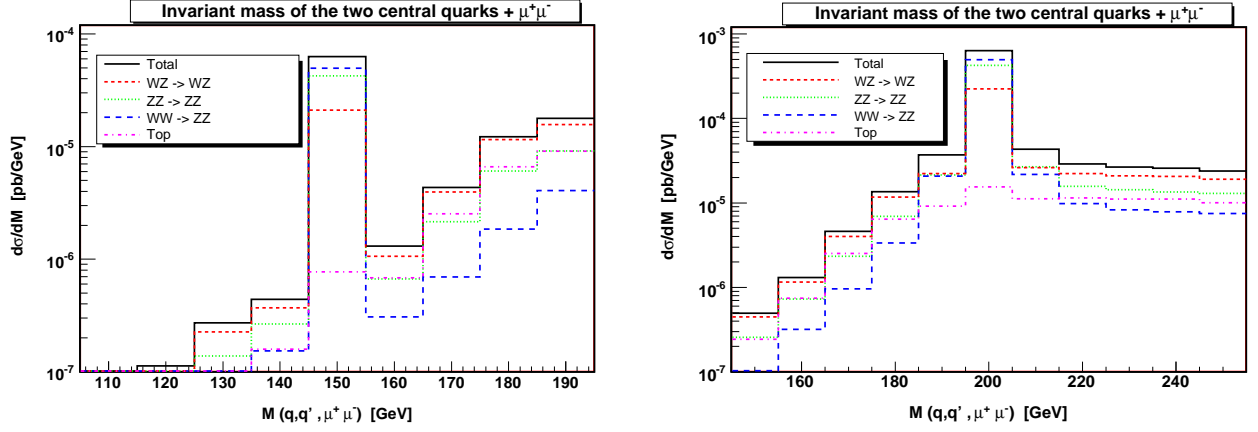 Invariant mass of the two central quarks + μ⁺μ⁻
dσ/dM [pb/GeV]
10⁻⁴
10⁻⁵
10⁻⁶
10⁻⁷
Total
WZ -> WZ
ZZ -> ZZ
WW -> ZZ
Top
110 120 130 140 150 160 170 180 190
M (q,q' , μ⁺ μ⁻) [GeV]
Invariant mass of the two central quarks + μ⁺μ⁻
dσ/dM [pb/GeV]
10⁻³
10⁻⁴
10⁻⁵
10⁻⁶
10⁻⁷
Total
WZ -> WZ
ZZ -> ZZ
WW -> ZZ
Top
160 180 200 220 240
M (q,q' , μ⁺ μ⁻) [GeV]